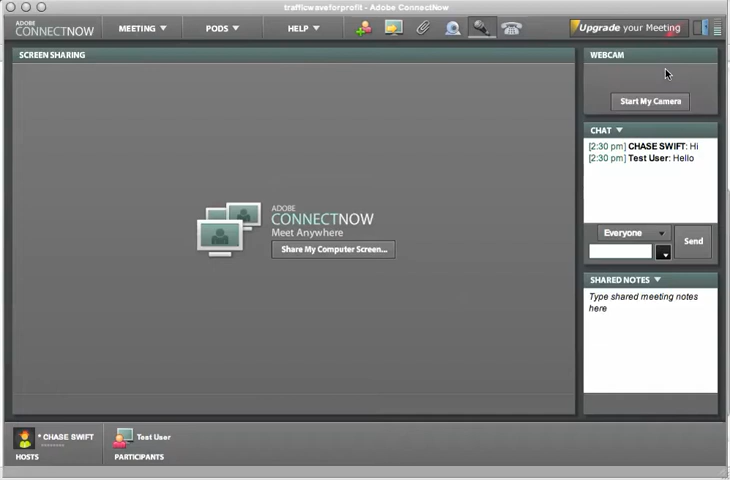 trafficwaveforprofit - Adobe ConnectNow
ADOBE
CONNECTNOW
MEETING
PODS
HELP
Upgrade your Meeting
SCREEN SHARING
ADOBE
CONNECTNOW
Meet Anywhere
Share My Computer Screen...
WEBCAM
Start My Camera
CHAT
[2:30 pm] CHASE SWIFT: Hi
[2:30 pm] Test User: Hello
Everyone
Send
SHARED NOTES
Type shared meeting notes
here
* CHASE SWIFT
HOSTS
Test User
PARTICIPANTS